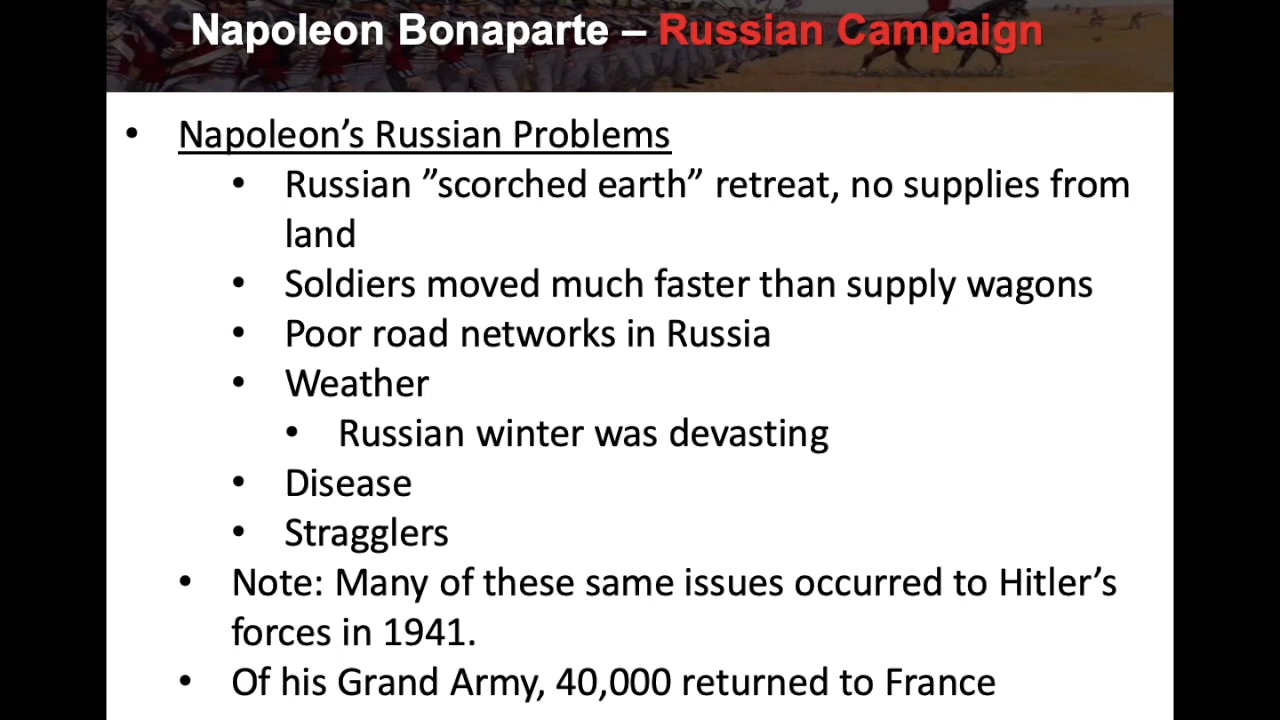 Napoleon Bonaparte – Russian Campaign
• Napoleon’s Russian Problems
• Russian ”scorched earth” retreat, no supplies from
land
• Soldiers moved much faster than supply wagons
• Poor road networks in Russia
• Weather
• Russian winter was devasting
• Disease
• Stragglers
• Note: Many of these same issues occurred to Hitler’s
forces in 1941.
• Of his Grand Army, 40,000 returned to France